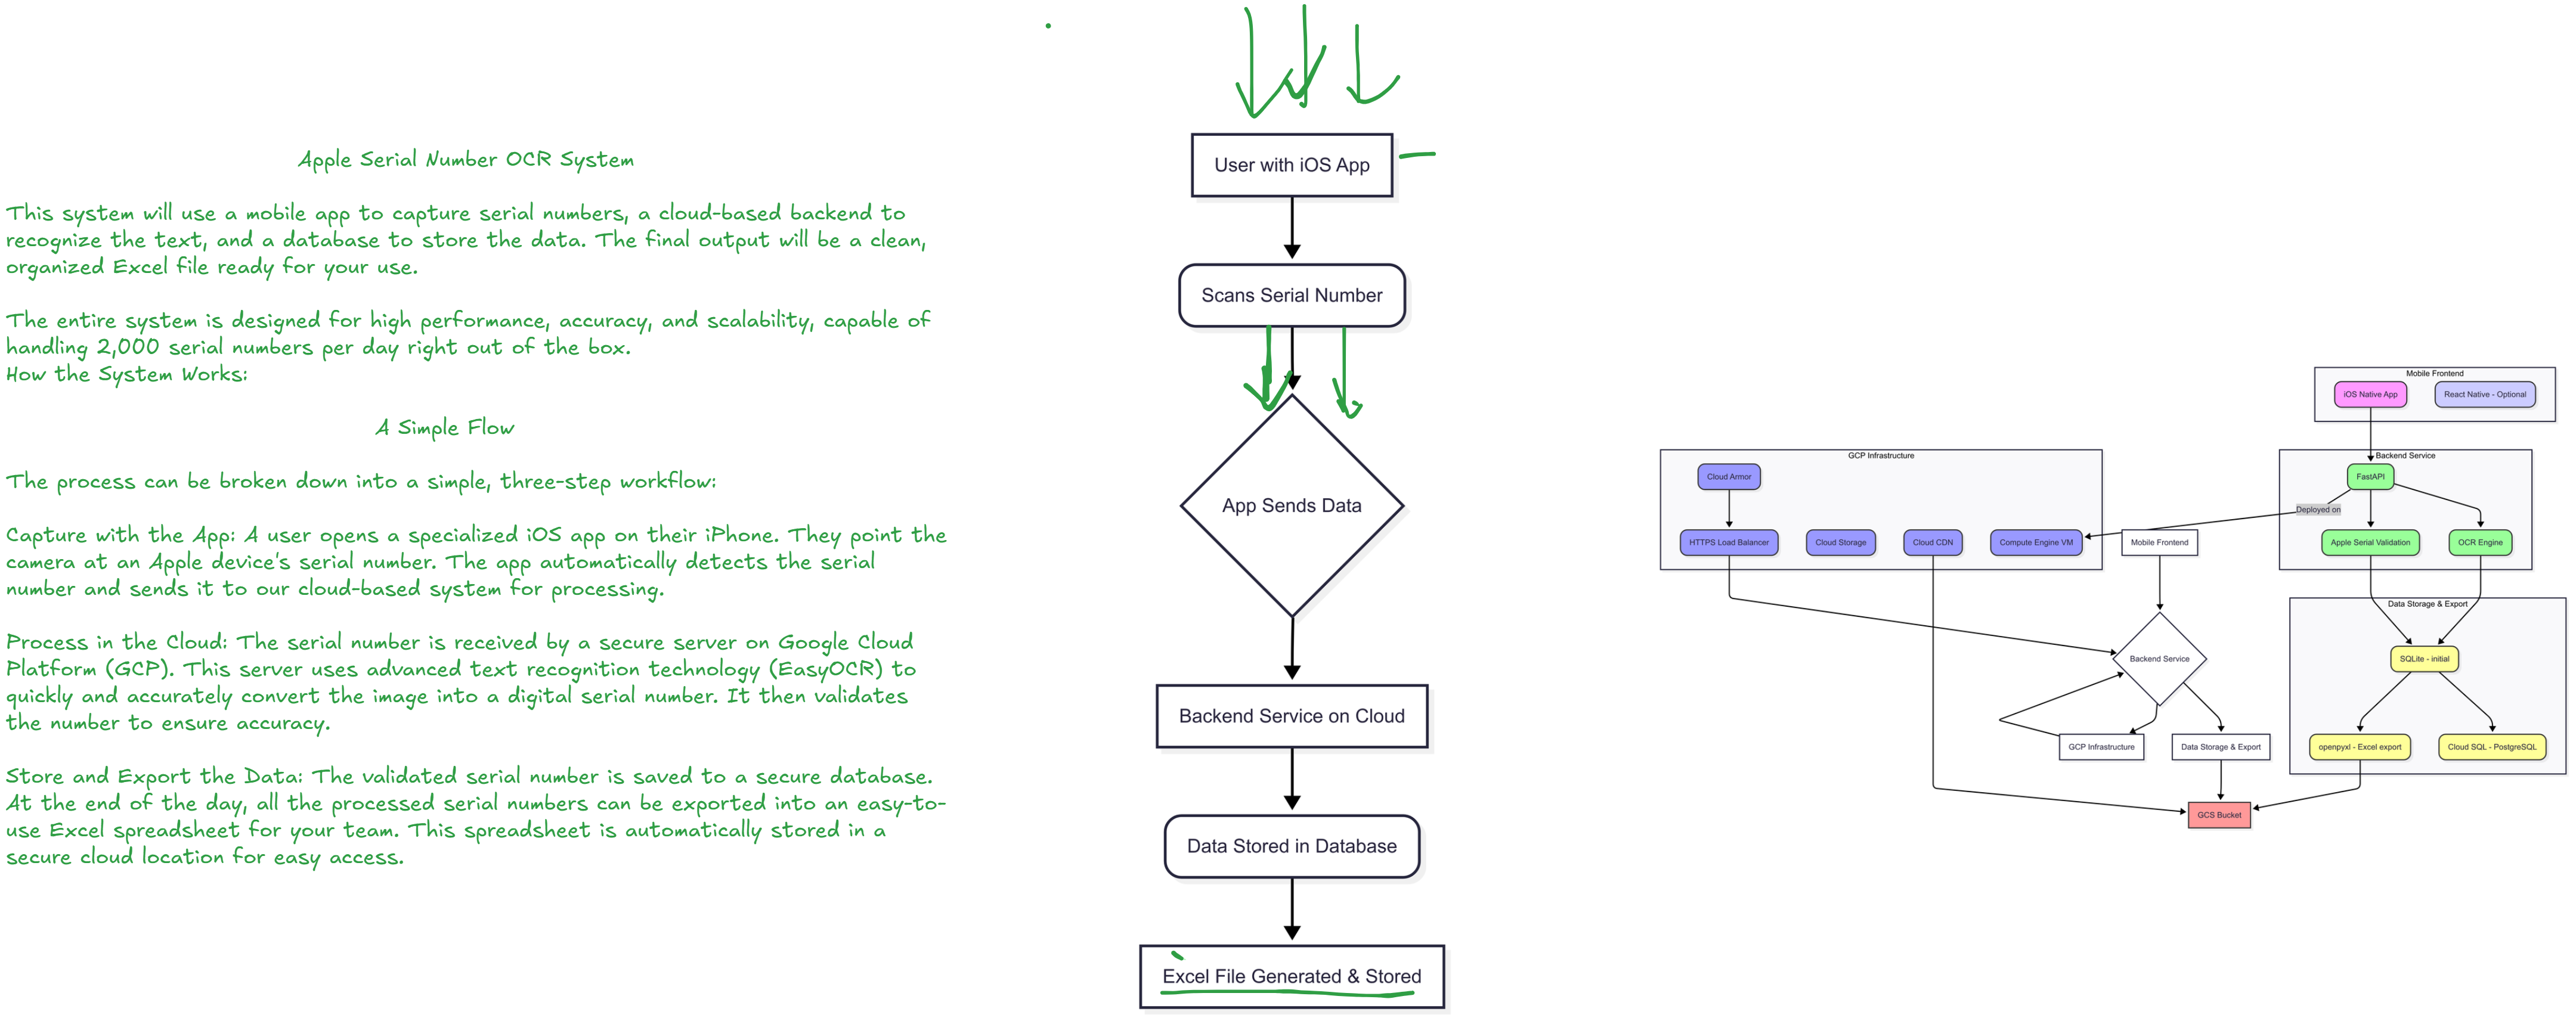 Apple Serial Number OCR System
This system will use a mobile app to capture serial numbers, a cloud-based backend to
recognize the text, and a database to store the data. The final output will be a clean,
organized Excel file ready for your use.
The entire system is designed for high performance, accuracy, and scalability, capable of
handling 2,000 serial numbers per day right out of the box.
How the System Works:
A Simple Flow
The process can be broken down into a simple, three-step workflow:
Capture with the App: A user opens a specialized iOS app on their iPhone. They point the
camera at an Apple device's serial number. The app automatically detects the serial
number and sends it to our cloud-based system for processing.
Process in the Cloud: The serial number is received by a secure server on Google Cloud
Platform (GCP). This server uses advanced text recognition technology (EasyOCR) to
quickly and accurately convert the image into a digital serial number. It then validates
the number to ensure accuracy.
Store and Export the Data: The validated serial number is saved to a secure database.
At the end of the day, all the processed serial numbers can be exported into an easy-to-
use Excel spreadsheet for your team. This spreadsheet is automatically stored in a
secure cloud location for easy access.
User with iOS App
Scans Serial Number
App Sends Data
Backend Service on Cloud
Data Stored in Database
Excel File Generated & Stored
Mobile Frontend
iOS Native App
React Native - Optional
GCP Infrastructure
Cloud Armor
HTTPS Load Balancer
Cloud Storage
Cloud CDN
Compute Engine VM
Backend Service
FastAPI
Deployed on
Apple Serial Validation
OCR Engine
Mobile Frontend
Backend Service
GCP Infrastructure
Data Storage & Export
Data Storage & Export
SQLite - initial
openpyxl - Excel export
Cloud SQL - PostgreSQL
GCS Bucket